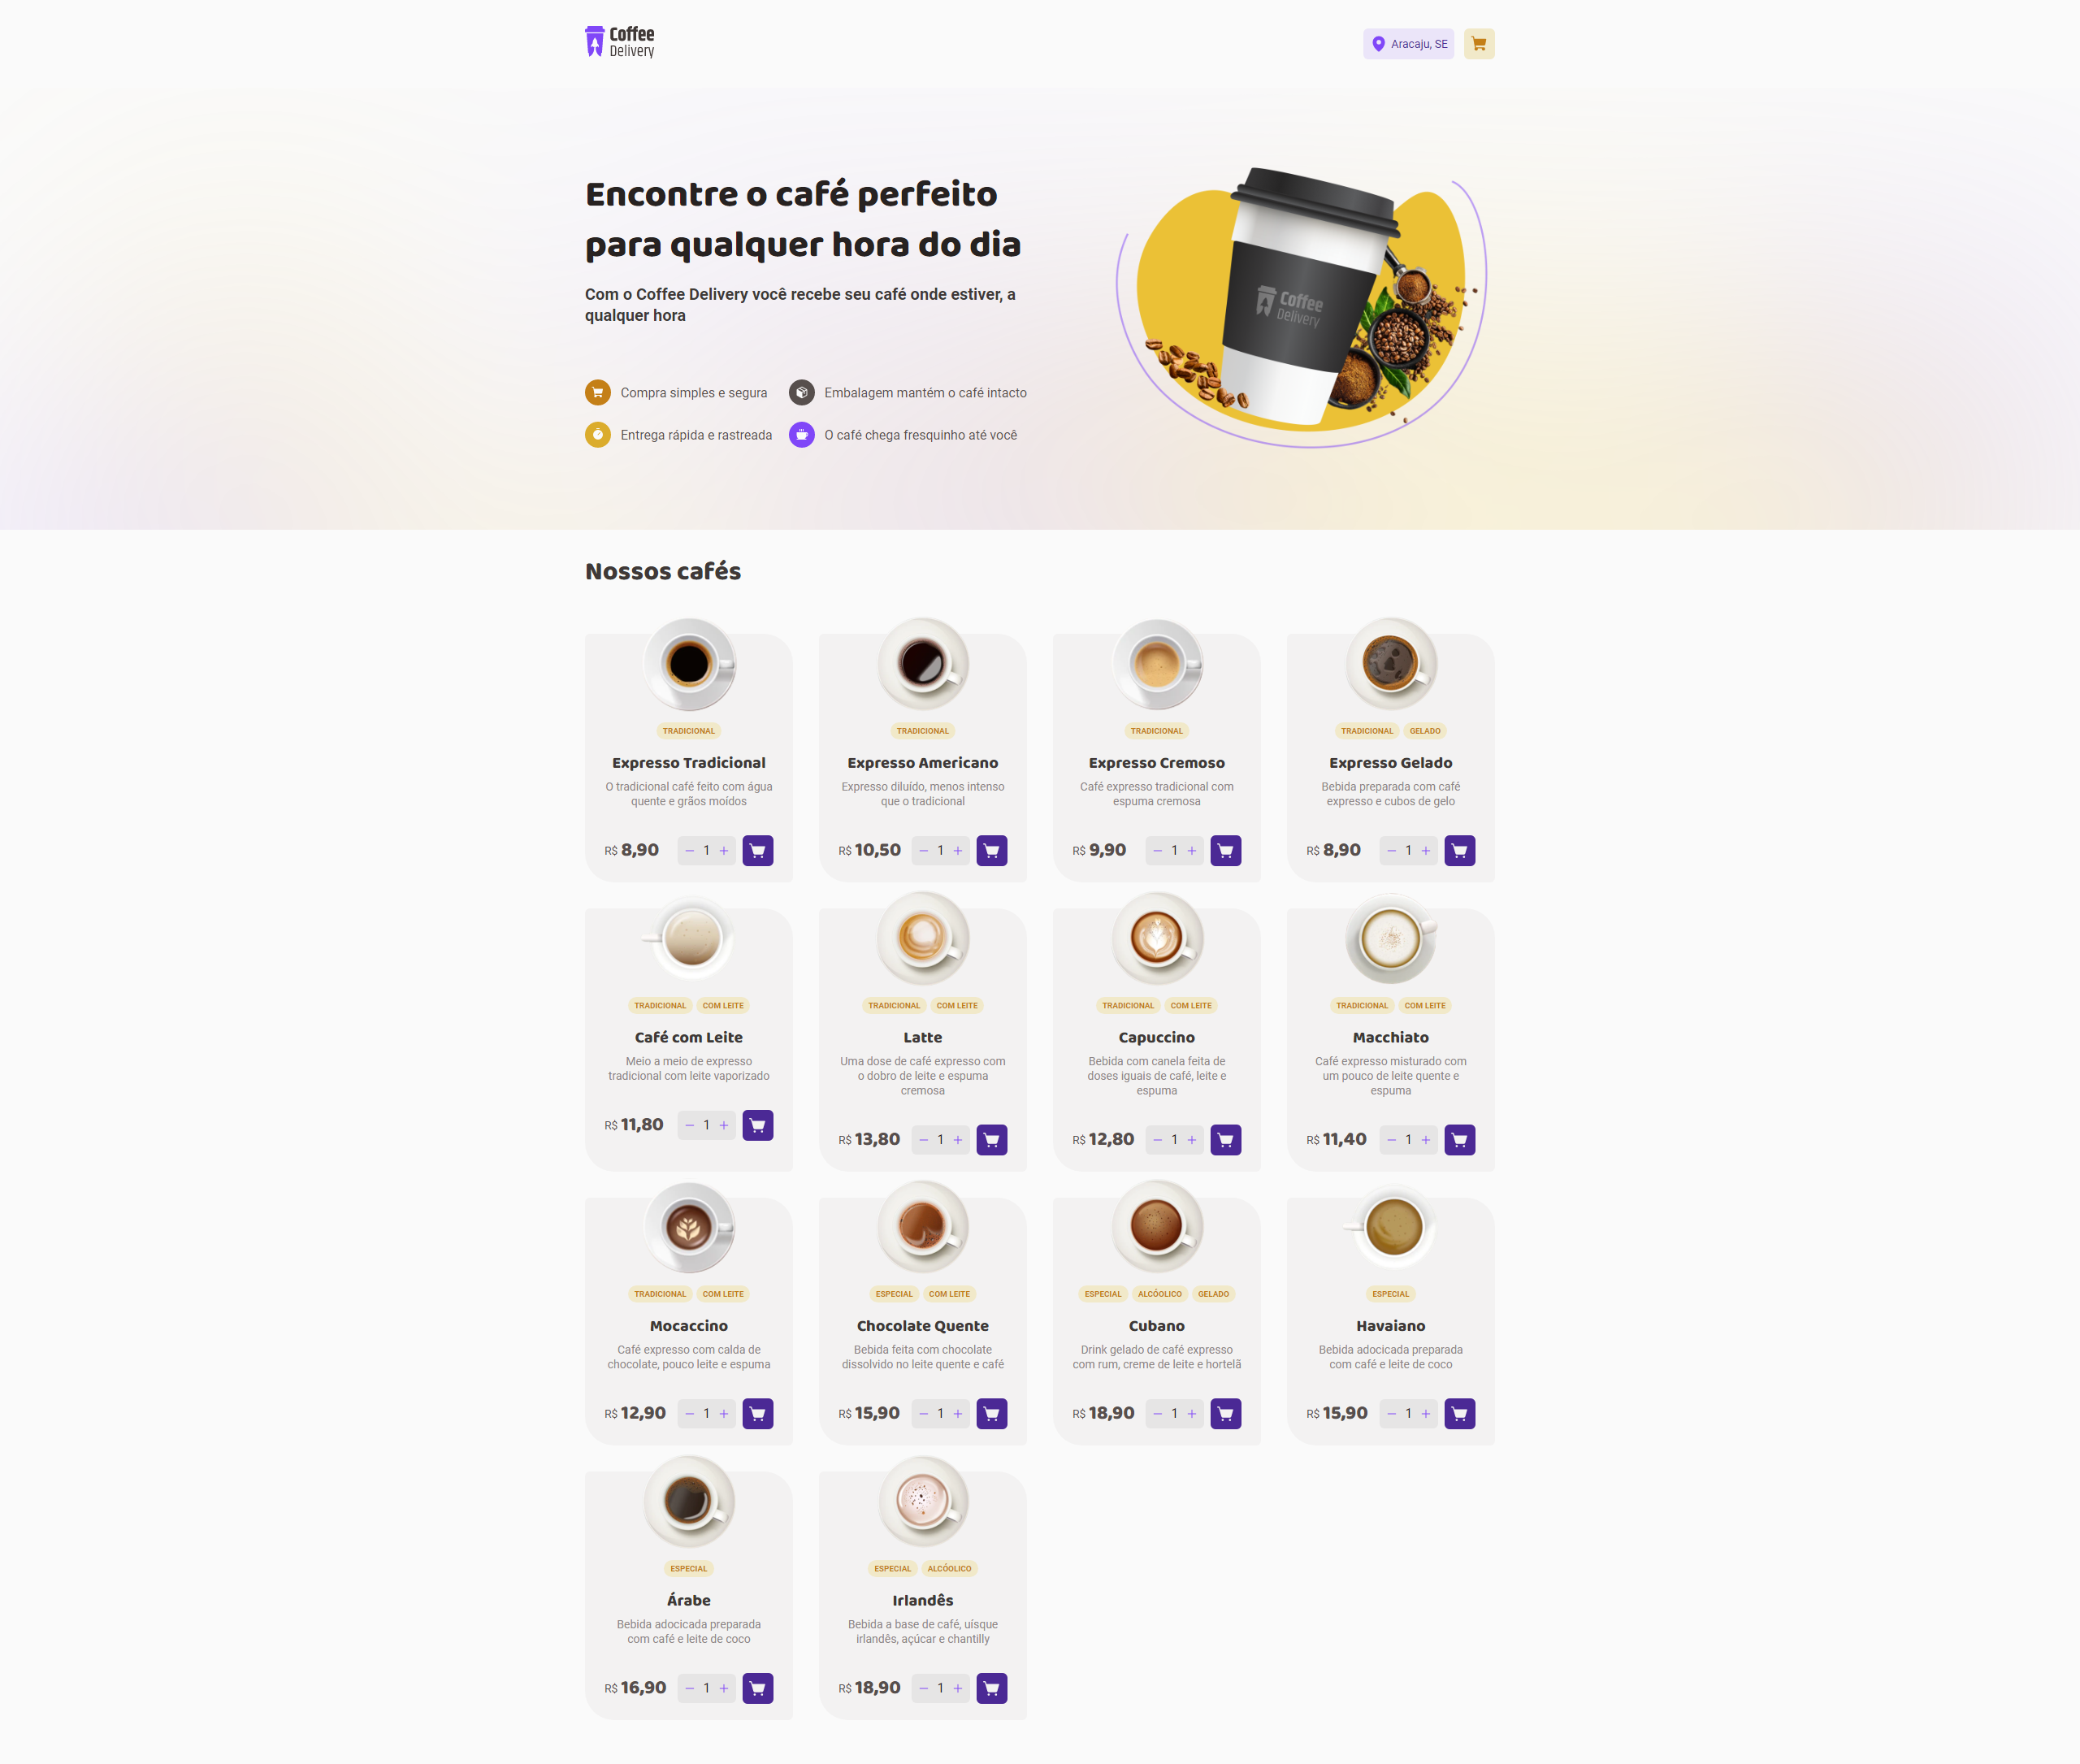 Coffee
Delivery
Aracaju, SE
Encontre o café perfeito
para qualquer hora do dia
Com o Coffee Delivery você recebe seu café onde estiver, a
qualquer hora
Compra simples e segura
Embalagem mantém o café intacto
Entrega rápida e rastreada
O café chega fresquinho até você
Coffee
Delivery
Nossos cafés
TRADICIONAL
Expresso Tradicional
O tradicional café feito com água
quente e grãos moídos
R$ 8,90 − 1 +
TRADICIONAL
Expresso Americano
Expresso diluído, menos intenso
que o tradicional
R$ 10,50 − 1 +
TRADICIONAL
Expresso Cremoso
Café expresso tradicional com
espuma cremosa
R$ 9,90 − 1 +
TRADICIONAL GELADO
Expresso Gelado
Bebida preparada com café
expresso e cubos de gelo
R$ 8,90 − 1 +
TRADICIONAL COM LEITE
Café com Leite
Meio a meio de expresso
tradicional com leite vaporizado
R$ 11,80 − 1 +
TRADICIONAL COM LEITE
Latte
Uma dose de café expresso com
o dobro de leite e espuma
cremosa
R$ 13,80 − 1 +
TRADICIONAL COM LEITE
Capuccino
Bebida com canela feita de
doses iguais de café, leite e
espuma
R$ 12,80 − 1 +
TRADICIONAL COM LEITE
Macchiato
Café expresso misturado com
um pouco de leite quente e
espuma
R$ 11,40 − 1 +
TRADICIONAL COM LEITE
Mocaccino
Café expresso com calda de
chocolate, pouco leite e espuma
R$ 12,90 − 1 +
ESPECIAL COM LEITE
Chocolate Quente
Bebida feita com chocolate
dissolvido no leite quente e café
R$ 15,90 − 1 +
ESPECIAL ALCÓOLICO GELADO
Cubano
Drink gelado de café expresso
com rum, creme de leite e hortelã
R$ 18,90 − 1 +
ESPECIAL
Havaiano
Bebida adocicada preparada
com café e leite de coco
R$ 15,90 − 1 +
ESPECIAL
Árabe
Bebida adocicada preparada
com café e leite de coco
R$ 16,90 − 1 +
ESPECIAL ALCÓOLICO
Irlandês
Bebida a base de café, uísque
irlandês, açúcar e chantilly
R$ 18,90 − 1 +